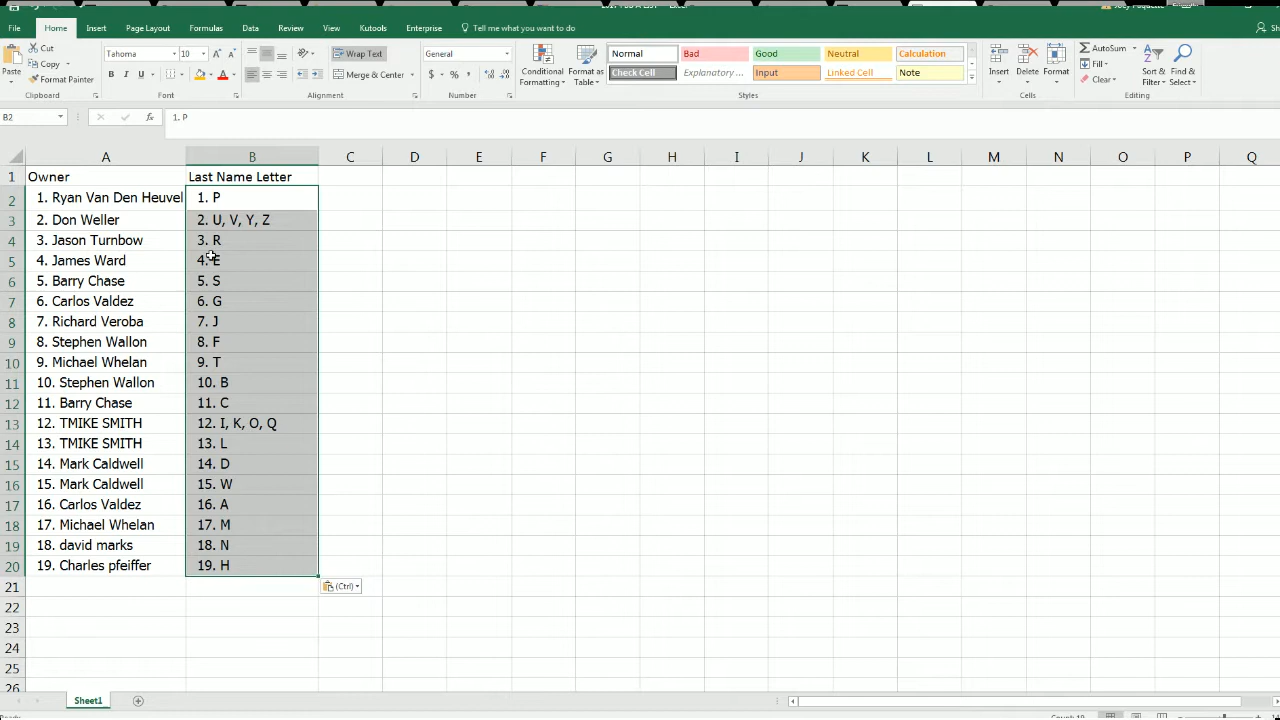 File Home Insert Page Layout Formulas Data Review View Kutools Enterprise Tell me what you want to do
Cut
Copy
Format Painter
Paste
Clipboard
Tahoma 10
B I U
Font
Wrap Text
Merge & Center
Alignment
General
$ % ,
Number
Conditional Formatting
Format as Table
Normal Bad Good Neutral Calculation
Check Cell Explanatory ... Input Linked Cell Note
Styles
Insert Delete Format
Cells
AutoSum
Fill
Clear
Sort & Filter
Find & Select
Editing
B2 fx 1. P
A B C D E F G H I J K L M N O P Q
1 Owner Last Name Letter
2 1. Ryan Van Den Heuvel 1. P
3 2. Don Weller 2. U, V, Y, Z
4 3. Jason Turnbow 3. R
5 4. James Ward 4. E
6 5. Barry Chase 5. S
7 6. Carlos Valdez 6. G
8 7. Richard Veroba 7. J
9 8. Stephen Wallon 8. F
10 9. Michael Whelan 9. T
11 10. Stephen Wallon 10. B
12 11. Barry Chase 11. C
13 12. TMIKE SMITH 12. I, K, O, Q
14 13. TMIKE SMITH 13. L
15 14. Mark Caldwell 14. D
16 15. Mark Caldwell 15. W
17 16. Carlos Valdez 16. A
18 17. Michael Whelan 17. M
19 18. david marks 18. N
20 19. Charles pfeiffer 19. H
21 (Ctrl)
22
23
24
25
26
Sheet1